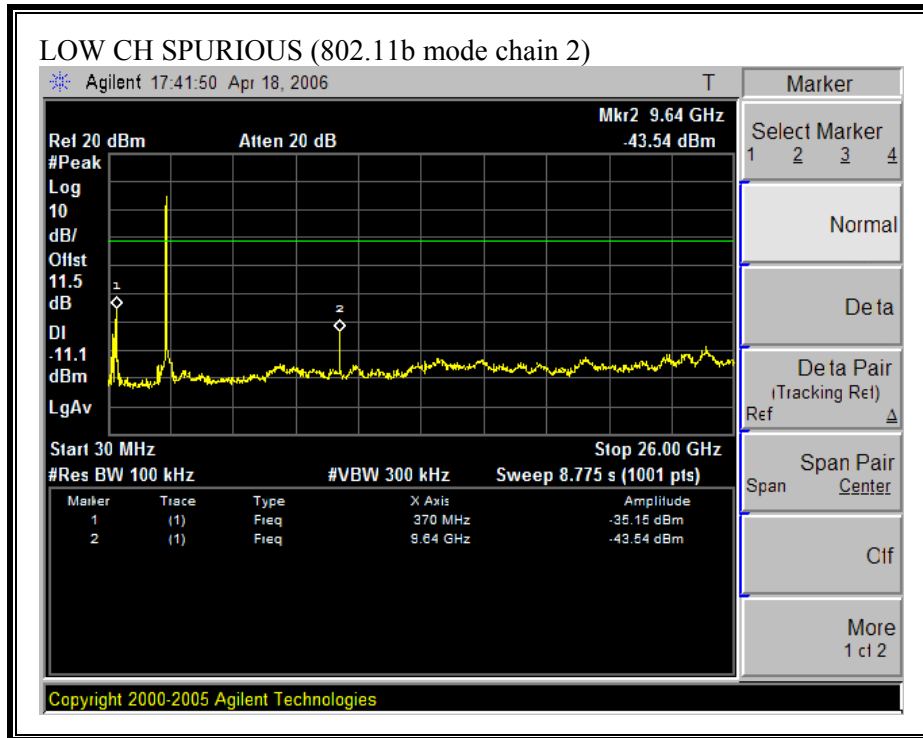 LOW CH SPURIOUS (802.11b mode chain 2)
Agilent 17:41:50 Apr 18, 2006 T
Mkr2 9.64 GHz
Ref 20 dBm Atten 20 dB -43.54 dBm
#Peak
Log
10
dB/
Offst
11.5
dB
DI
-11.1
dBm
LgAv
1
2
Start 30 MHz Stop 26.00 GHz
#Res BW 100 kHz #VBW 300 kHz Sweep 8.775 s (1001 pts)
Marker Trace Type X Axis Amplitude
1 (1) Freq 370 MHz -35.15 dBm
2 (1) Freq 9.64 GHz -43.54 dBm
Copyright 2000-2005 Agilent Technologies
Marker
Select Marker
1 2 3 4
Normal
Delta
Delta Pair
(Tracking Ref)
Ref Δ
Span Pair
Span Center
Off
More
1 of 2